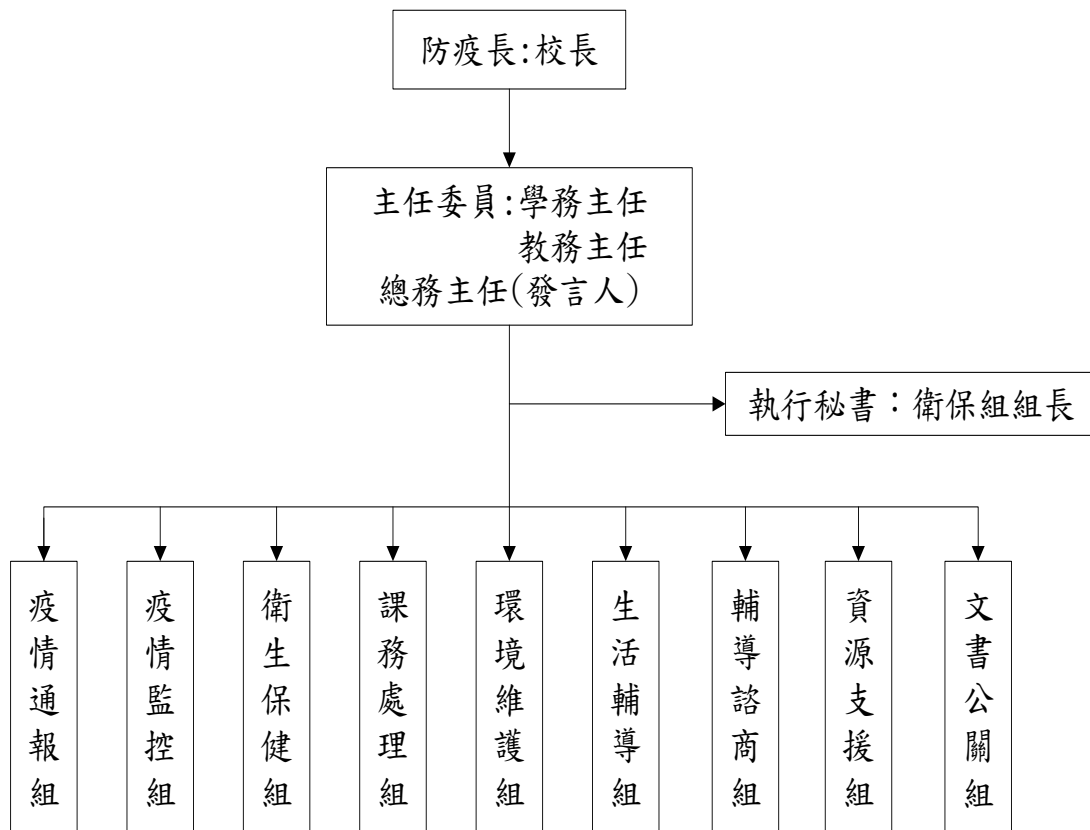 防疫長:校長
主任委員:學務主任
教務主任
總務主任(發言人)
執行秘書：衛保組組長
疫情通報組
疫情監控組
衛生保健組
課務處理組
環境維護組
生活輔導組
輔導諮商組
資源支援組
文書公關組